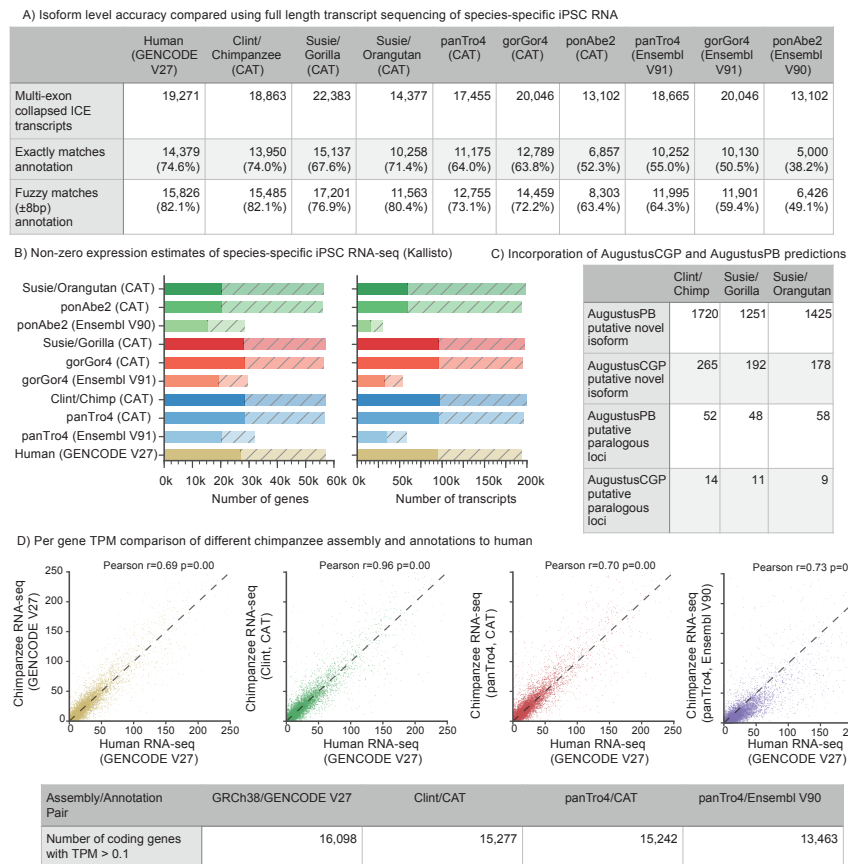 A) Isoform level accuracy compared using full length transcript sequencing of species-specific iPSC RNA
Human (GENCODE V27) Clint/ Chimpanzee (CAT) Susie/ Gorilla (CAT) Susie/ Orangutan (CAT) panTro4 (CAT) gorGor4 (CAT) ponAbe2 (CAT) panTro4 (Ensembl V91) gorGor4 (Ensembl V91) ponAbe2 (Ensembl V90)
Multi-exon collapsed ICE transcripts 19,271 18,863 22,383 14,377 17,455 20,046 13,102 18,665 20,046 13,102
Exactly matches annotation 14,379 (74.6%) 13,950 (74.0%) 15,137 (67.6%) 10,258 (71.4%) 11,175 (64.0%) 12,789 (63.8%) 6,857 (52.3%) 10,252 (55.0%) 10,130 (50.5%) 5,000 (38.2%)
Fuzzy matches (±8bp) annotation 15,826 (82.1%) 15,485 (82.1%) 17,201 (76.9%) 11,563 (80.4%) 12,755 (73.1%) 14,459 (72.2%) 8,303 (63.4%) 11,995 (64.3%) 11,901 (59.4%) 6,426 (49.1%)
B) Non-zero expression estimates of species-specific iPSC RNA-seq (Kallisto)
Susie/Orangutan (CAT)
ponAbe2 (CAT)
ponAbe2 (Ensembl V90)
Susie/Gorilla (CAT)
gorGor4 (CAT)
gorGor4 (Ensembl V91)
Clint/Chimp (CAT)
panTro4 (CAT)
panTro4 (Ensembl V91)
Human (GENCODE V27)
0k 10k 20k 30k 40k 50k 60k
Number of genes
0k 50k 100k 150k 200k
Number of transcripts
C) Incorporation of AugustusCGP and AugustusPB predictions
Clint/ Chimp Susie/ Gorilla Susie/ Orangutan
AugustusPB putative novel isoform 1720 1251 1425
AugustusCGP putative novel isoform 265 192 178
AugustusPB putative paralogous loci 52 48 58
AugustusCGP putative paralogous loci 14 11 9
D) Per gene TPM comparison of different chimpanzee assembly and annotations to human
Pearson r=0.69 p=0.00
Chimpanzee RNA-seq
(GENCODE V27)
250
200
150
100
50
0
0 50 100 150 200 250
Human RNA-seq
(GENCODE V27)
Pearson r=0.96 p=0.00
Chimpanzee RNA-seq
(Clint, CAT)
0 50 100 150 200 250
Human RNA-seq
(GENCODE V27)
Pearson r=0.70 p=0.00
Chimpanzee RNA-seq
(panTro4, CAT)
0 50 100 150 200 250
Human RNA-seq
(GENCODE V27)
Pearson r=0.73 p=0
Chimpanzee RNA-seq
(panTro4, Ensembl V90)
0 50 100 150 200
Human RNA-seq
(GENCODE V27)
Assembly/Annotation Pair GRCh38/GENCODE V27 Clint/CAT panTro4/CAT panTro4/Ensembl V90
Number of coding genes with TPM > 0.1 16,098 15,277 15,242 13,463